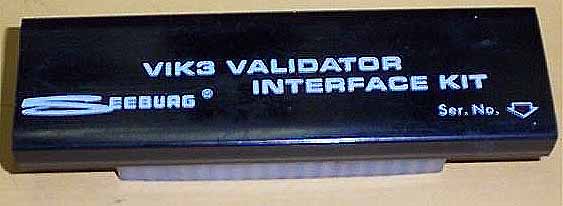 VIK3 VALIDATOR
INTERFACE KIT
SEEBURG ®
Ser. No.